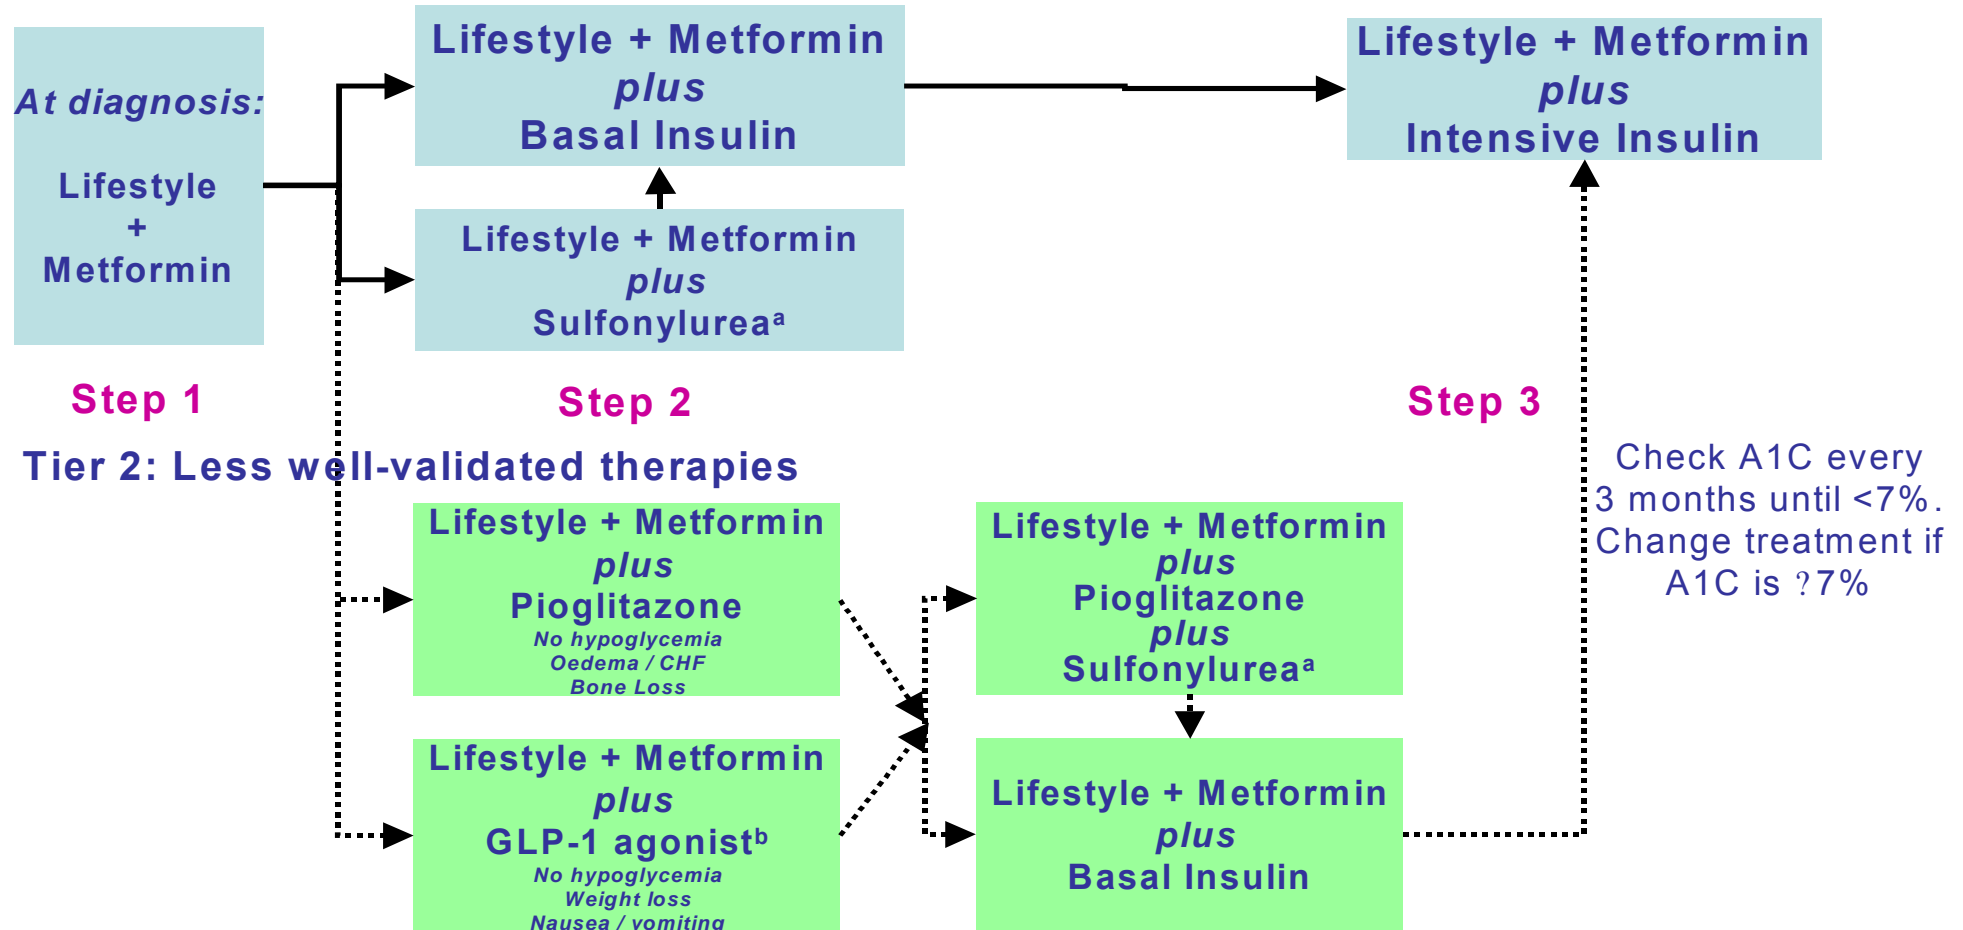 At diagnosis:
Lifestyle
+
Metformin
Lifestyle + Metformin
plus
Basal Insulin
Lifestyle + Metformin
plus
Sulfonylureaᵃ
Lifestyle + Metformin
plus
Intensive Insulin
Step 1
Step 2
Step 3
Tier 2: Less well-validated therapies
Lifestyle + Metformin
plus
Pioglitazone
No hypoglycemia
Oedema / CHF
Bone Loss
Lifestyle + Metformin
plus
GLP-1 agonistᵇ
No hypoglycemia
Weight loss
Nausea / vomiting
Lifestyle + Metformin
plus
Pioglitazone
plus
Sulfonylureaᵃ
Lifestyle + Metformin
plus
Basal Insulin
Check A1C every
3 months until <7%.
Change treatment if
A1C is ?7%